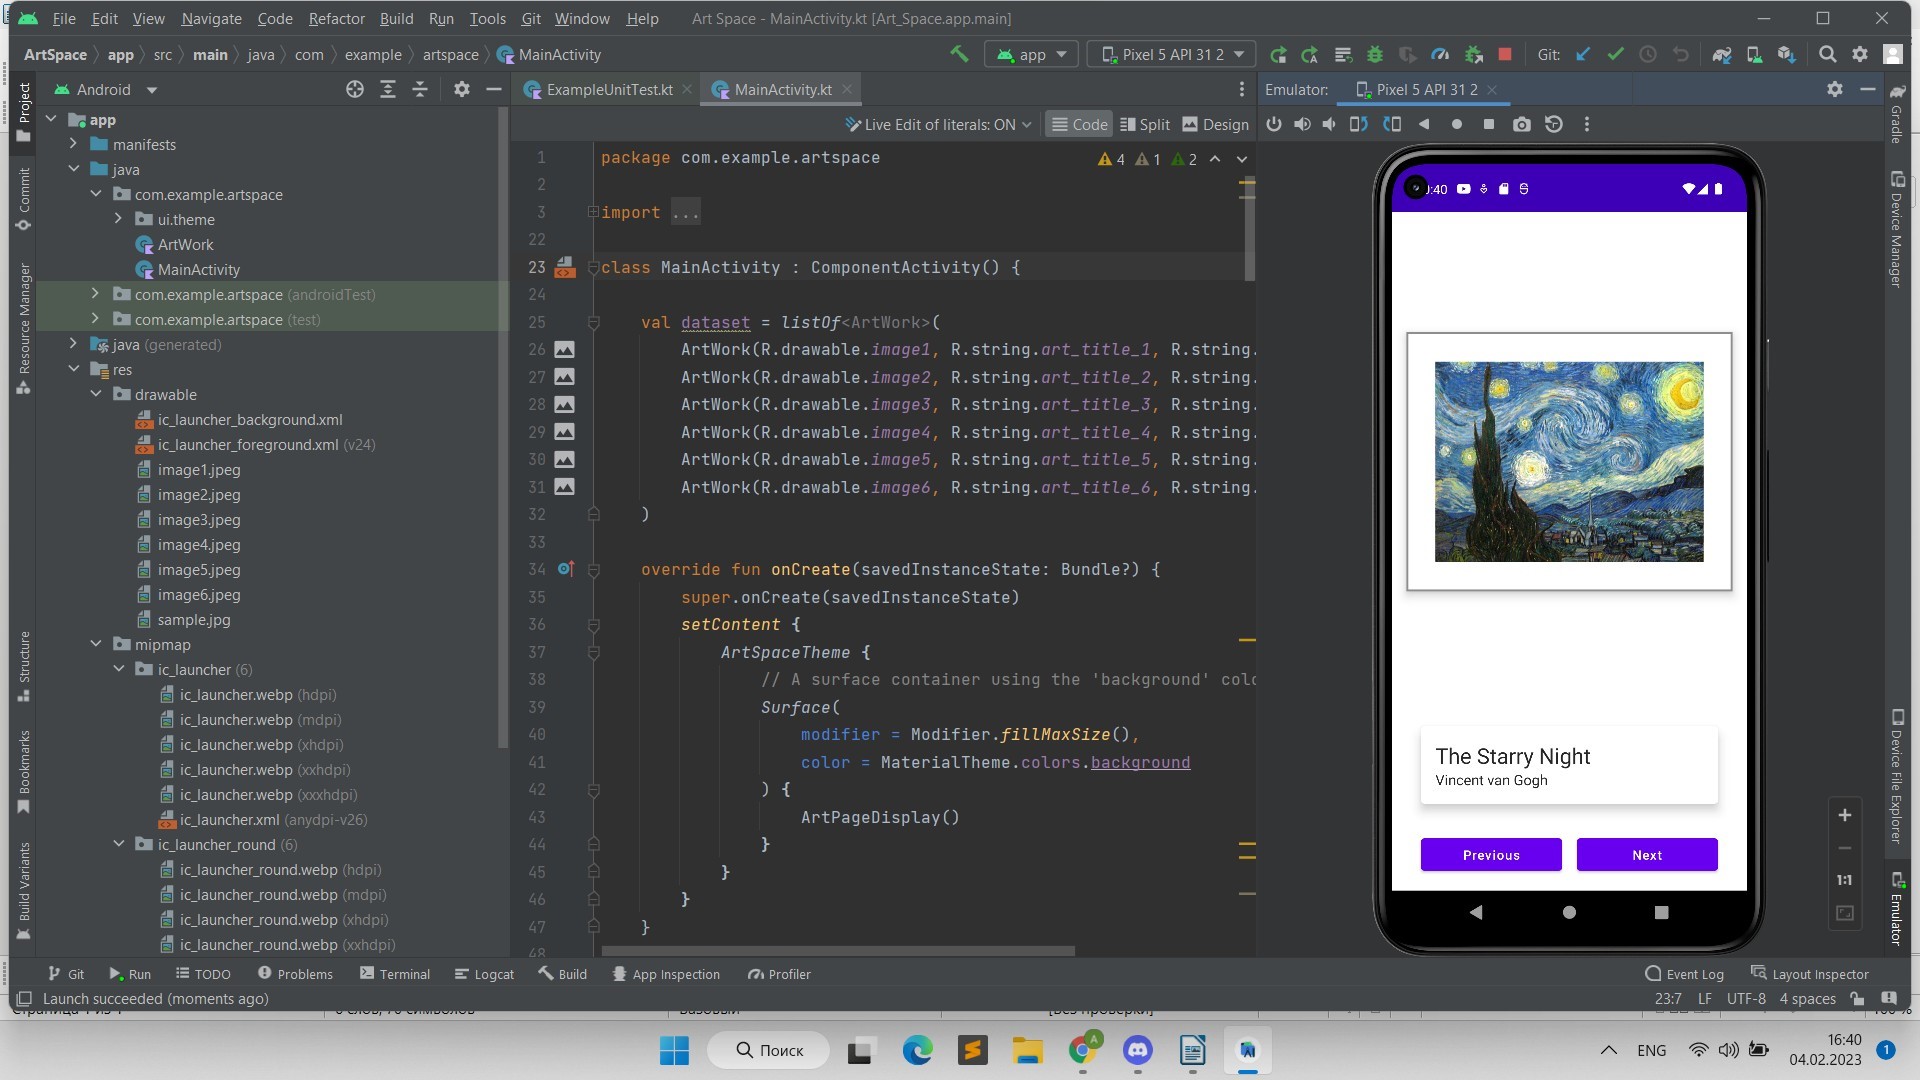 File Edit View Navigate Code Refactor Build Run Tools Git Window Help Art Space - MainActivity.kt [Art_Space.app.main]
ArtSpace app src main java com example artspace MainActivity app Pixel 5 API 31 2 Git:
Android ExampleUnitTest.kt MainActivity.kt Emulator: Pixel 5 API 31 2
Live Edit of literals: ON Code Split Design
Project
Commit
Resource Manager
Structure
Bookmarks
Build Variants
app
manifests
java
com.example.artspace
ui.theme
ArtWork
MainActivity
com.example.artspace (androidTest)
com.example.artspace (test)
java (generated)
res
drawable
ic_launcher_background.xml
ic_launcher_foreground.xml (v24)
image1.jpeg
image2.jpeg
image3.jpeg
image4.jpeg
image5.jpeg
image6.jpeg
sample.jpg
mipmap
ic_launcher (6)
ic_launcher.webp (hdpi)
ic_launcher.webp (mdpi)
ic_launcher.webp (xhdpi)
ic_launcher.webp (xxhdpi)
ic_launcher.webp (xxxhdpi)
ic_launcher.xml (anydpi-v26)
ic_launcher_round (6)
ic_launcher_round.webp (hdpi)
ic_launcher_round.webp (mdpi)
ic_launcher_round.webp (xhdpi)
ic_launcher_round.webp (xxhdpi)
4 1 2
1 package com.example.artspace
2
3 import ...
22
23 class MainActivity : ComponentActivity() {
24
25 val dataset = listOf<ArtWork>(
26 ArtWork(R.drawable.image1, R.string.art_title_1, R.string.
27 ArtWork(R.drawable.image2, R.string.art_title_2, R.string.
28 ArtWork(R.drawable.image3, R.string.art_title_3, R.string.
29 ArtWork(R.drawable.image4, R.string.art_title_4, R.string.
30 ArtWork(R.drawable.image5, R.string.art_title_5, R.string.
31 ArtWork(R.drawable.image6, R.string.art_title_6, R.string.
32 )
33
34 override fun onCreate(savedInstanceState: Bundle?) {
35 super.onCreate(savedInstanceState)
36 setContent {
37 ArtSpaceTheme {
38 // A surface container using the 'background' colo
39 Surface(
40 modifier = Modifier.fillMaxSize(),
41 color = MaterialTheme.colors.background
42 ) {
43 ArtPageDisplay()
44 }
45 }
46 }
47 }
48
:40
The Starry Night
Vincent van Gogh
Previous Next
1:1
Gradle
Device Manager
Device File Explorer
Emulator
Git Run TODO Problems Terminal Logcat Build App Inspection Profiler Event Log Layout Inspector
Launch succeeded (moments ago) 23:7 LF UTF-8 4 spaces
Поиск ENG 16:40
04.02.2023 1